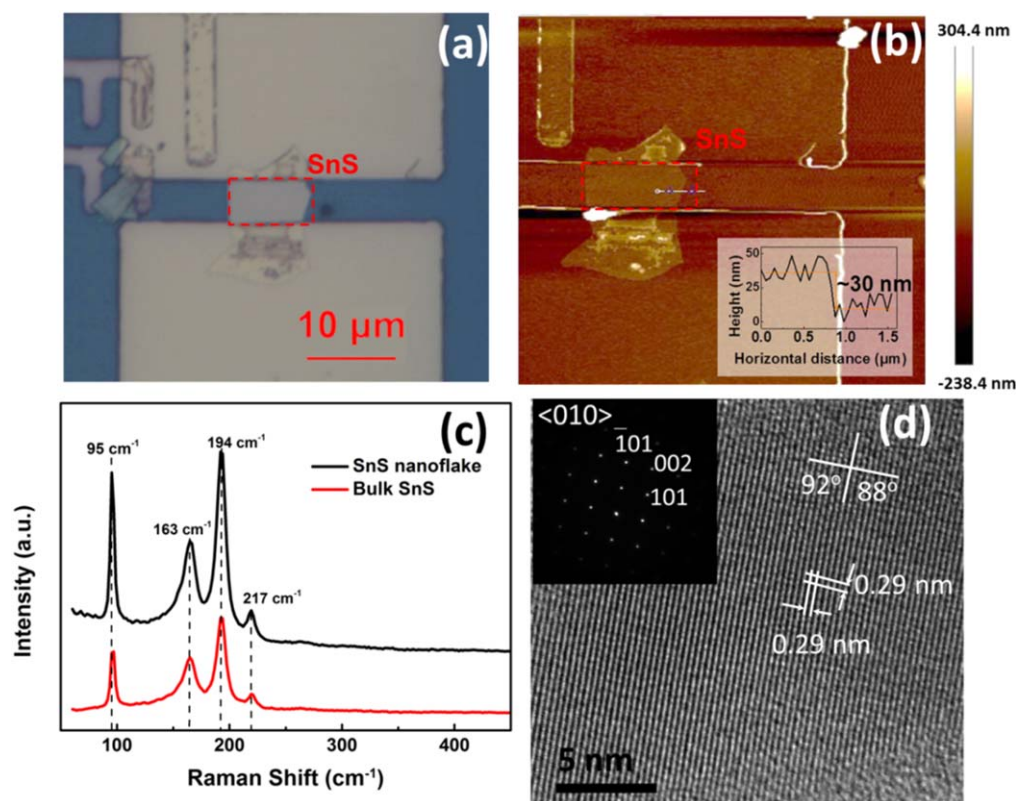 (a)
SnS
10 μm
(b)
SnS
304.4 nm
-238.4 nm
50
25
0
Height (nm)
~30 nm
0.0
0.5
1.0
1.5
Horizontal distance (μm)
(c)
95 cm⁻¹
163 cm⁻¹
194 cm⁻¹
217 cm⁻¹
SnS nanoflake
Bulk SnS
Intensity (a.u.)
100
200
300
400
Raman Shift (cm⁻¹)
(d)
<010>
1̅01
002
101
92°
88°
0.29 nm
0.29 nm
5 nm